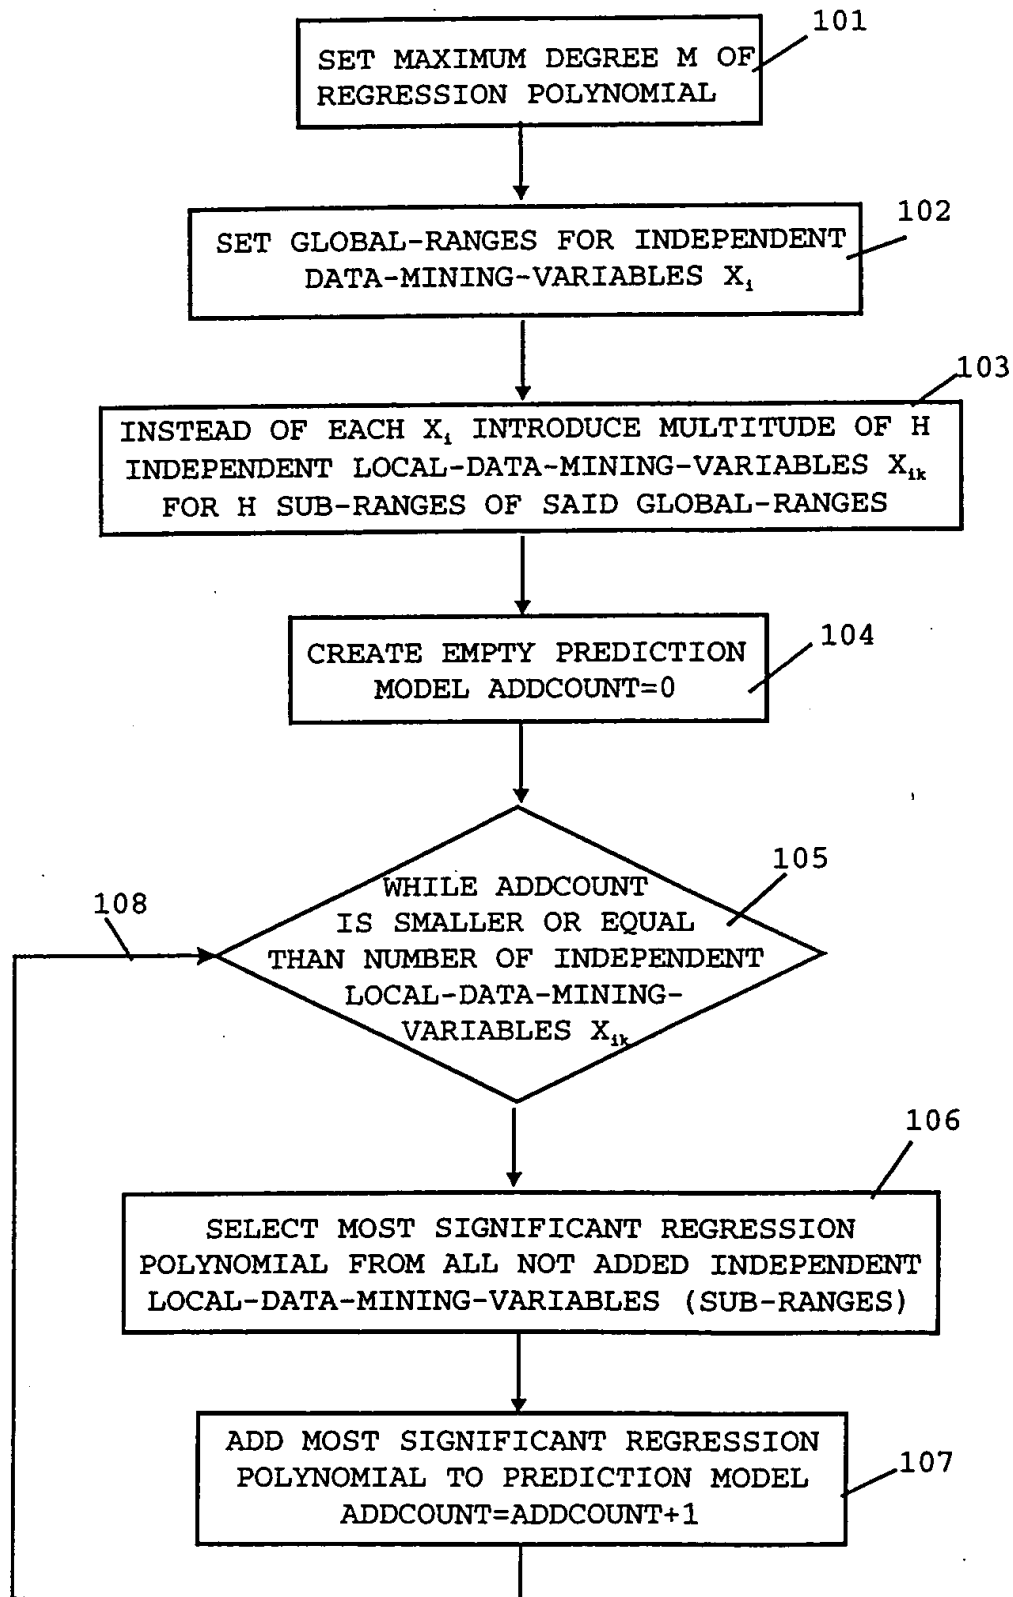 101
SET MAXIMUM DEGREE M OF
REGRESSION POLYNOMIAL
102
SET GLOBAL-RANGES FOR INDEPENDENT
DATA-MINING-VARIABLES Xi
103
INSTEAD OF EACH Xi INTRODUCE MULTITUDE OF H
INDEPENDENT LOCAL-DATA-MINING-VARIABLES Xik
FOR H SUB-RANGES OF SAID GLOBAL-RANGES
104
CREATE EMPTY PREDICTION
MODEL ADDCOUNT=0
105
108
WHILE ADDCOUNT
IS SMALLER OR EQUAL
THAN NUMBER OF INDEPENDENT
LOCAL-DATA-MINING-
VARIABLES Xik
106
SELECT MOST SIGNIFICANT REGRESSION
POLYNOMIAL FROM ALL NOT ADDED INDEPENDENT
LOCAL-DATA-MINING-VARIABLES (SUB-RANGES)
107
ADD MOST SIGNIFICANT REGRESSION
POLYNOMIAL TO PREDICTION MODEL
ADDCOUNT=ADDCOUNT+1